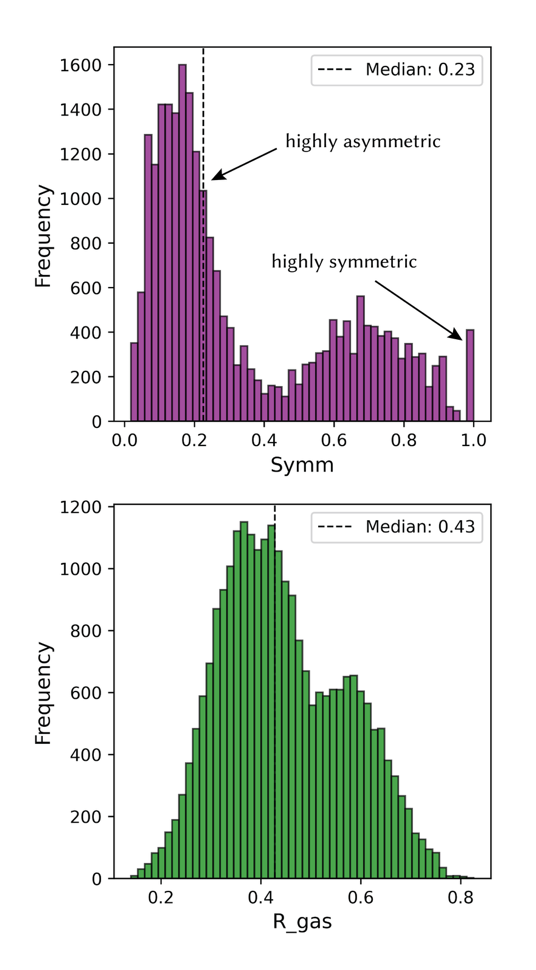 1600
1400
1200
1000
800
600
400
200
0
Frequency
Median: 0.23
highly asymmetric
highly symmetric
0.0 0.2 0.4 0.6 0.8 1.0
Symm
1200
1000
800
600
400
200
0
Frequency
Median: 0.43
0.2 0.4 0.6 0.8
R_gas